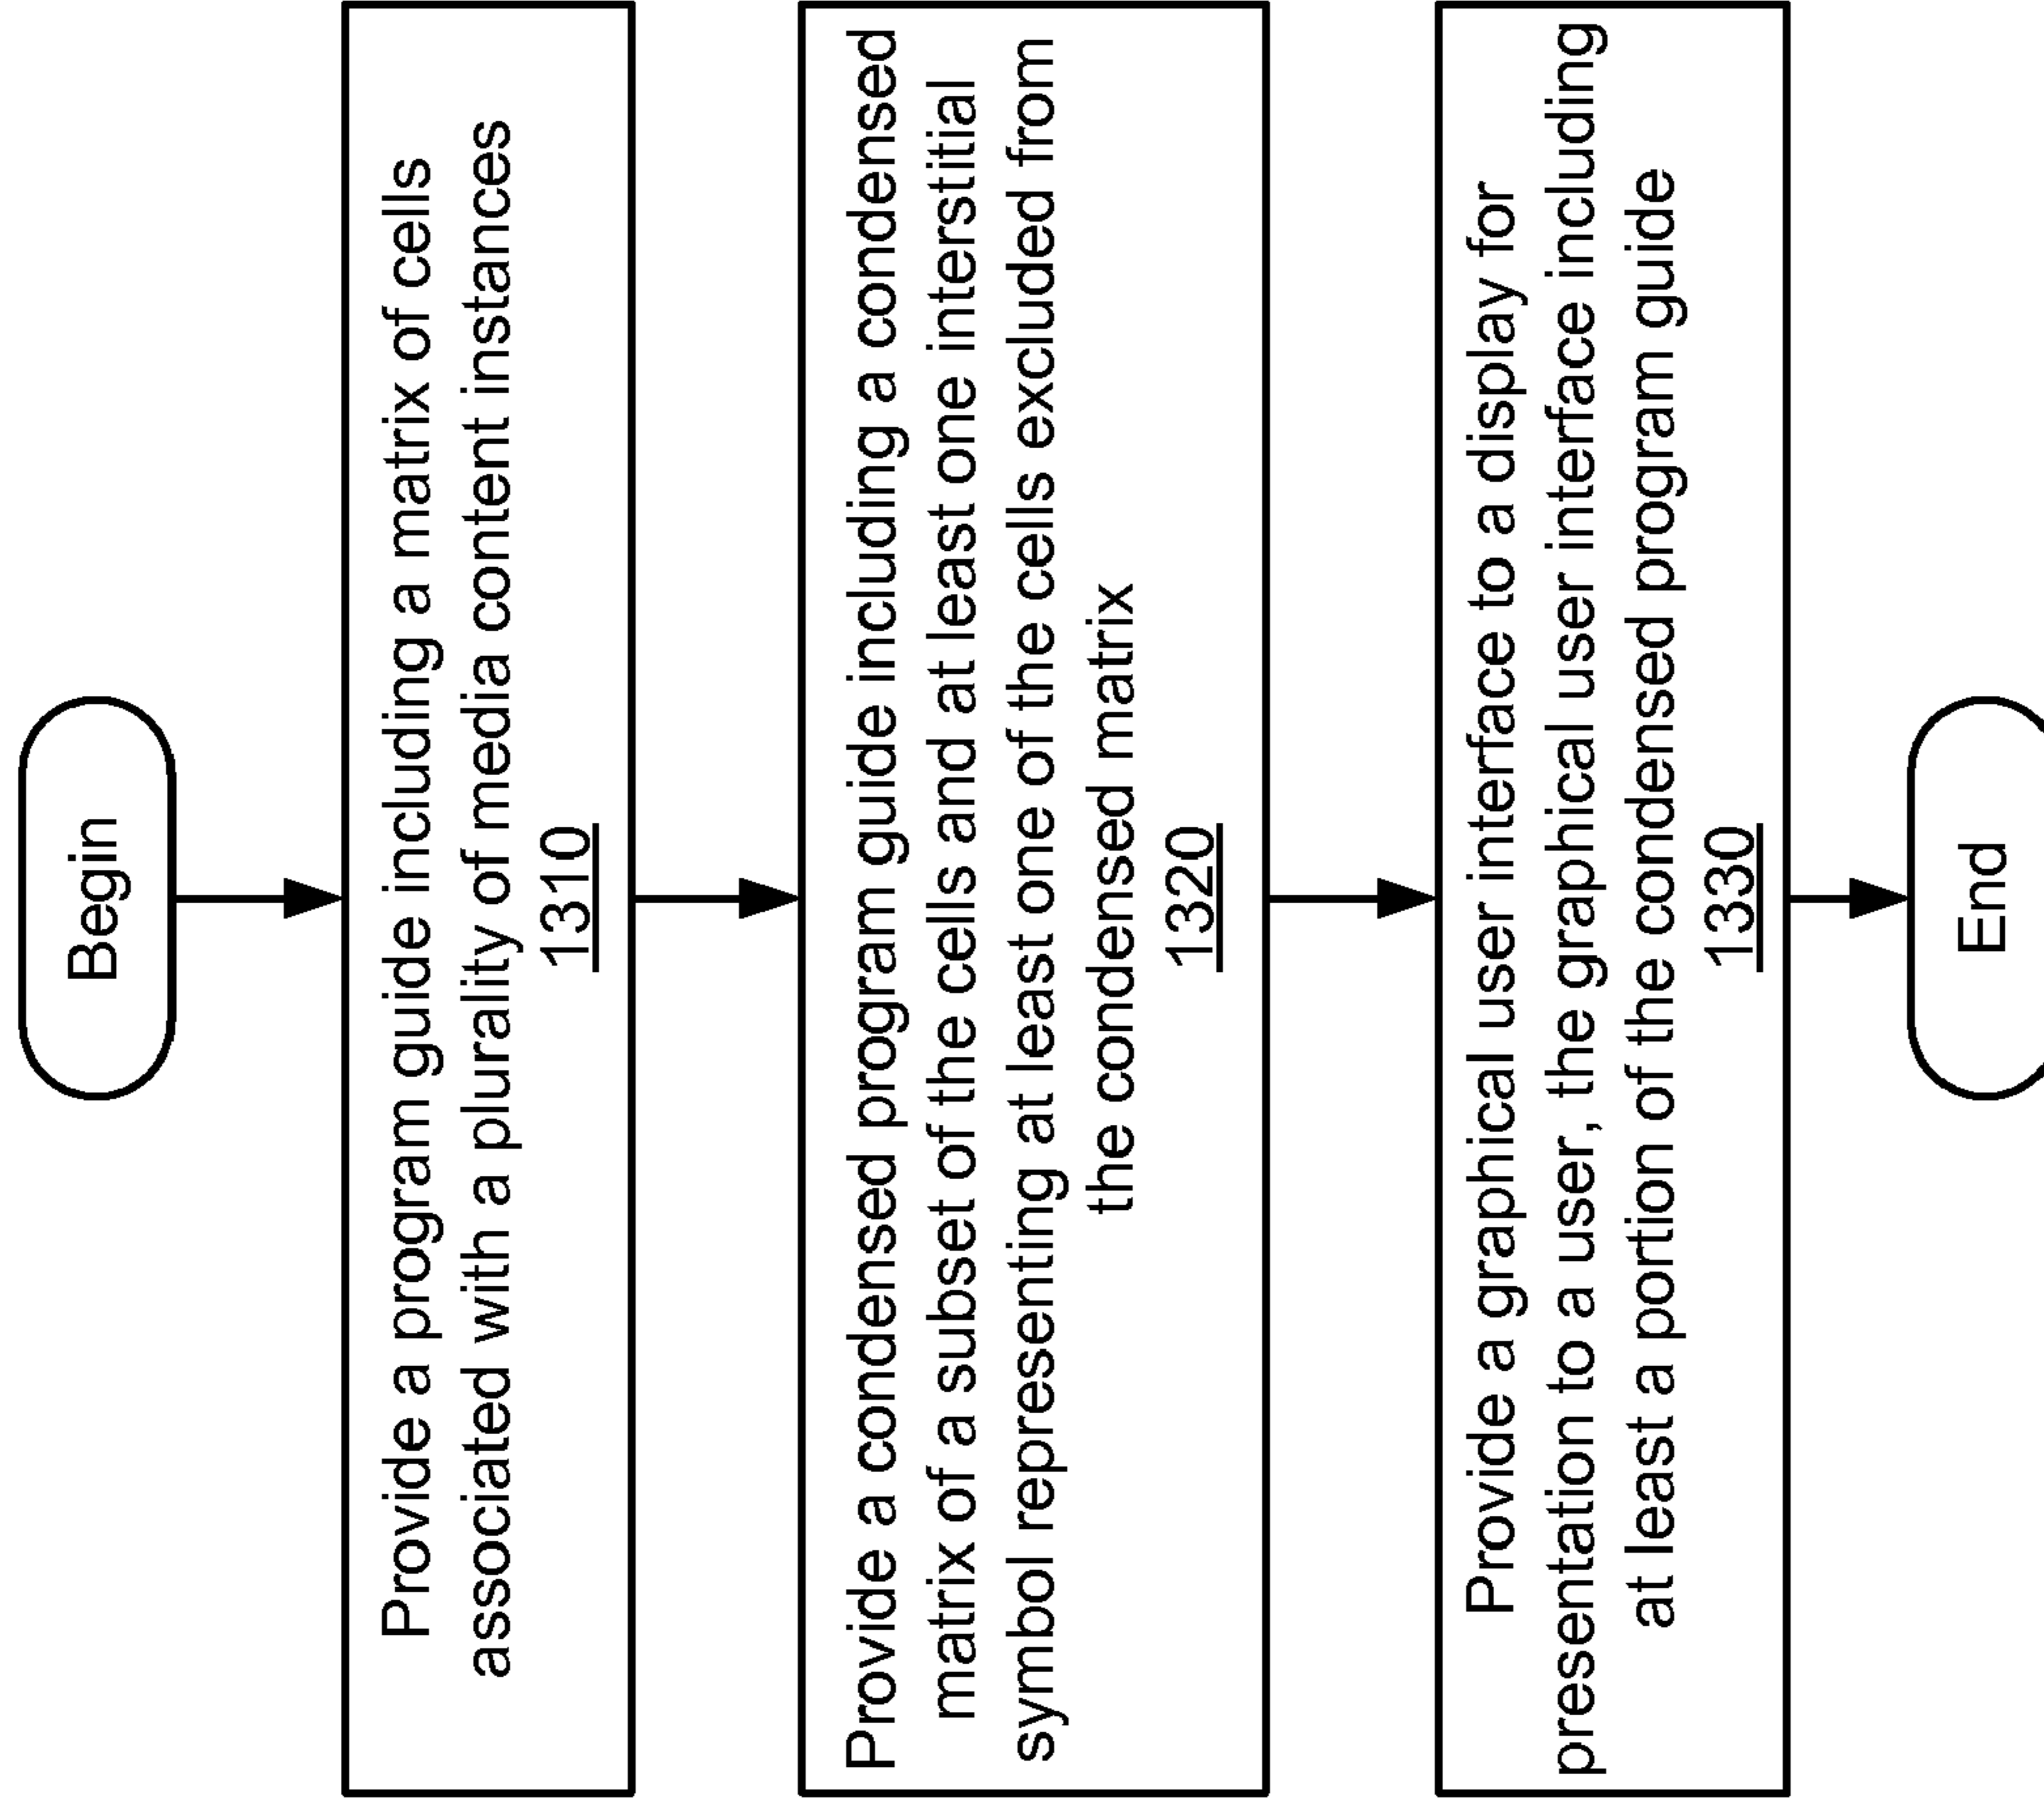 Begin
Provide a program guide including a matrix of cells
associated with a plurality of media content instances
1310
Provide a condensed program guide including a condensed
matrix of a subset of the cells and at least one interstitial
symbol representing at least one of the cells excluded from
the condensed matrix
1320
Provide a graphical user interface to a display for
presentation to a user, the graphical user interface including
at least a portion of the condensed program guide
1330
End